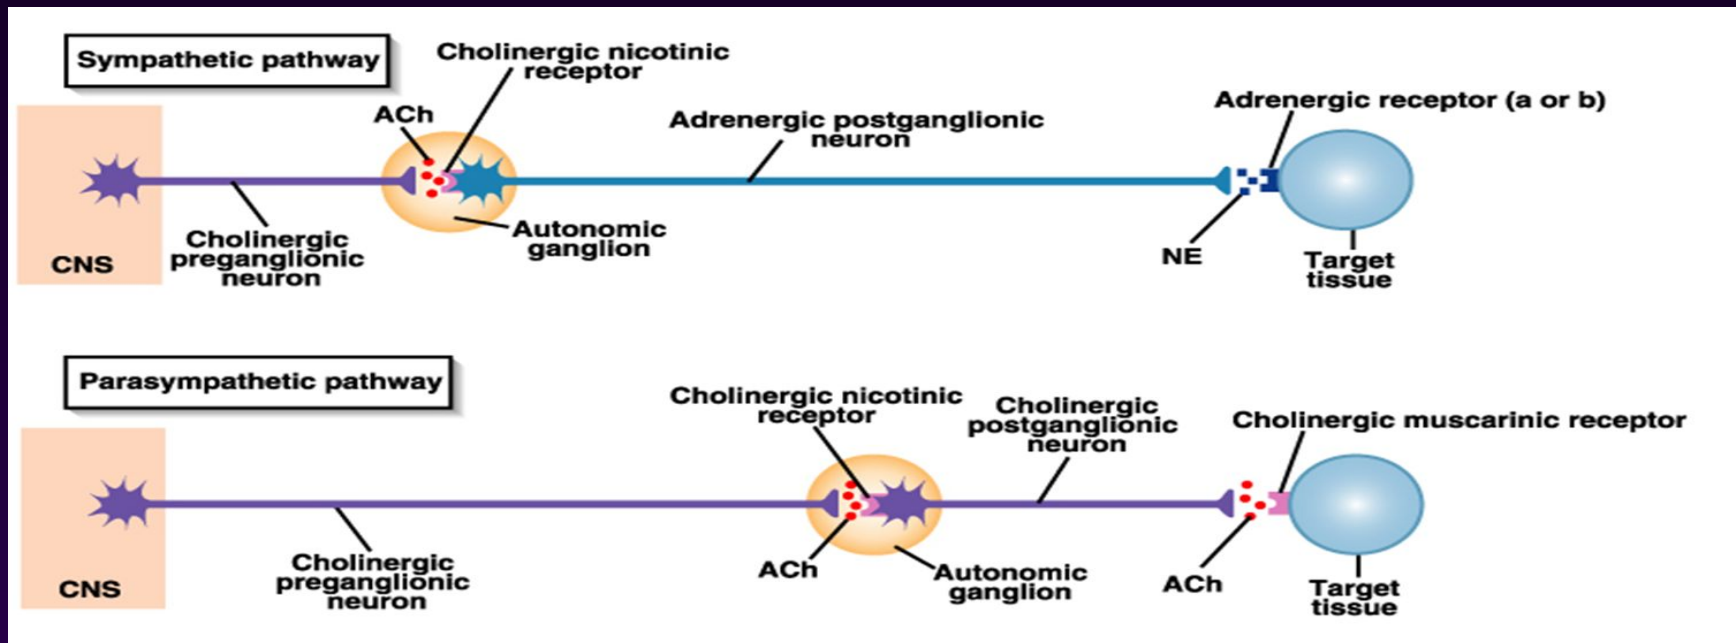 Sympathetic pathway
Cholinergic nicotinic
receptor
ACh
Adrenergic postganglionic
neuron
Adrenergic receptor (a or b)
Cholinergic
preganglionic
neuron
CNS
Autonomic
ganglion
NE
Target
tissue
Parasympathetic pathway
Cholinergic nicotinic
receptor
Cholinergic
postganglionic
neuron
Cholinergic muscarinic receptor
CNS
Cholinergic
preganglionic
neuron
ACh
Autonomic
ganglion
ACh
Target
tissue